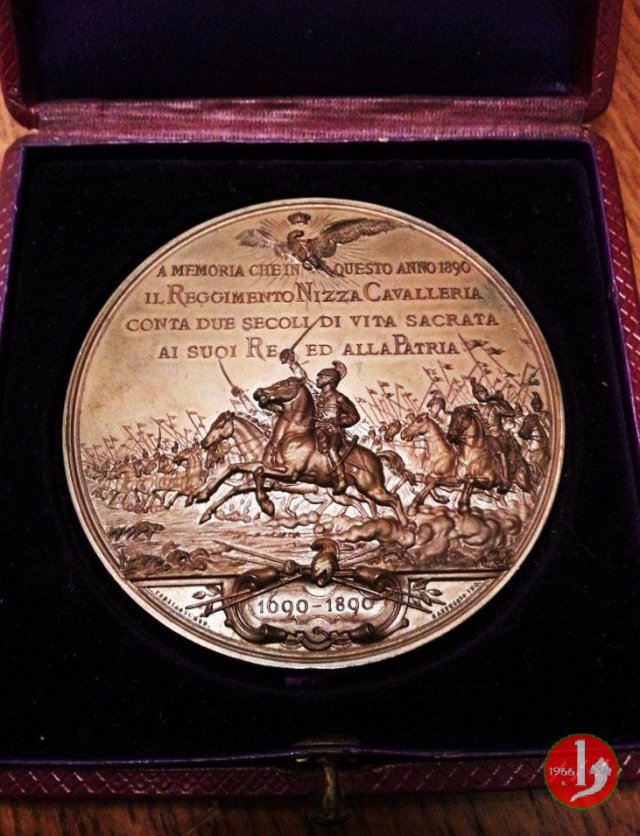 A MEMORIA CHE IN QUESTO ANNO 1890
IL REGGIMENTO NIZZA CAVALLERIA
CONTA DUE SECOLI DI VITA SACRATA
AI SUOI RE ED ALLA PATRIA
1690-1890
1966